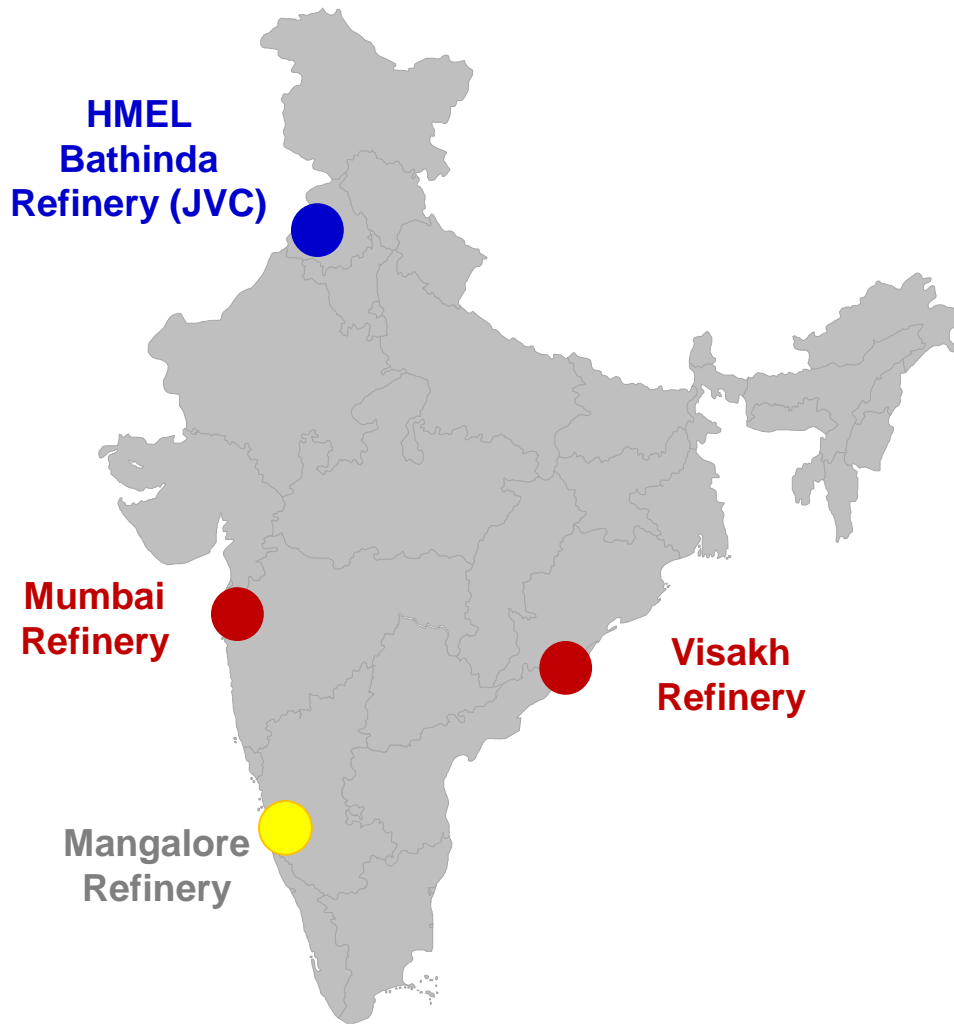 HMEL
Bathinda
Refinery (JVC)
Mumbai
Refinery
Visakh
Refinery
Mangalore
Refinery